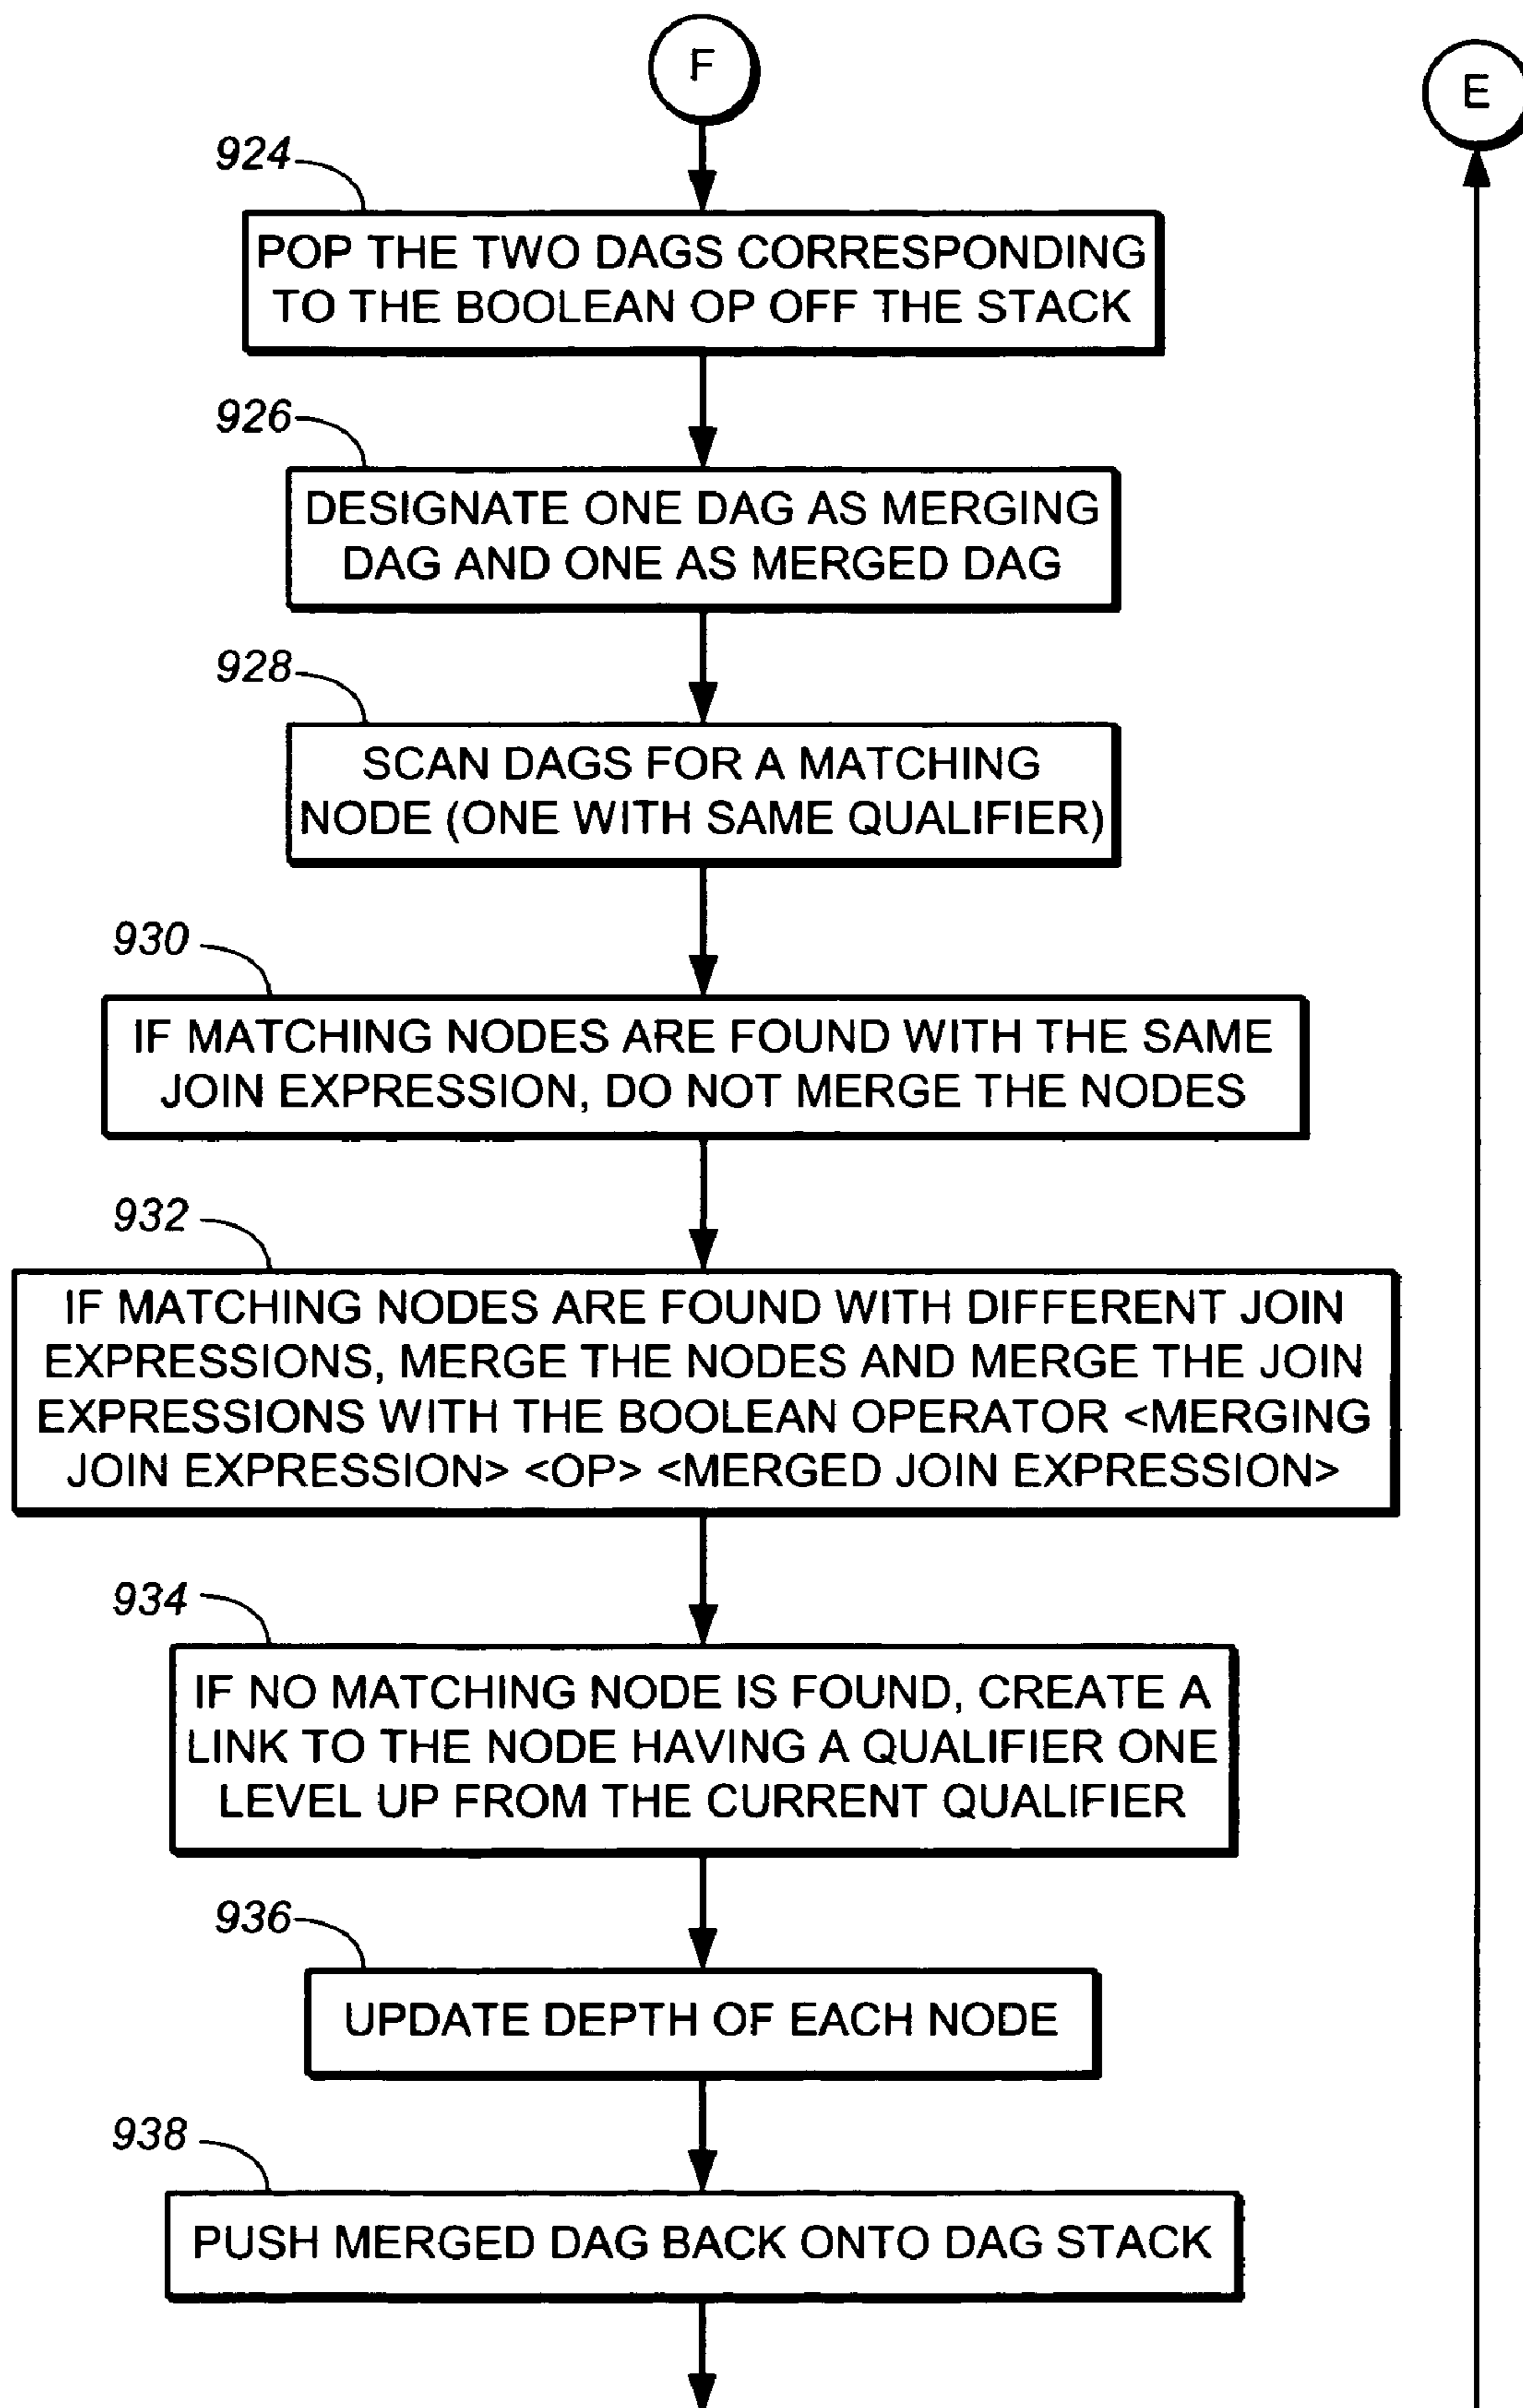 F
E
924
POP THE TWO DAGS CORRESPONDING
TO THE BOOLEAN OP OFF THE STACK
926
DESIGNATE ONE DAG AS MERGING
DAG AND ONE AS MERGED DAG
928
SCAN DAGS FOR A MATCHING
NODE (ONE WITH SAME QUALIFIER)
930
IF MATCHING NODES ARE FOUND WITH THE SAME
JOIN EXPRESSION, DO NOT MERGE THE NODES
932
IF MATCHING NODES ARE FOUND WITH DIFFERENT JOIN
EXPRESSIONS, MERGE THE NODES AND MERGE THE JOIN
EXPRESSIONS WITH THE BOOLEAN OPERATOR <MERGING
JOIN EXPRESSION> <OP> <MERGED JOIN EXPRESSION>
934
IF NO MATCHING NODE IS FOUND, CREATE A
LINK TO THE NODE HAVING A QUALIFIER ONE
LEVEL UP FROM THE CURRENT QUALIFIER
936
UPDATE DEPTH OF EACH NODE
938
PUSH MERGED DAG BACK ONTO DAG STACK